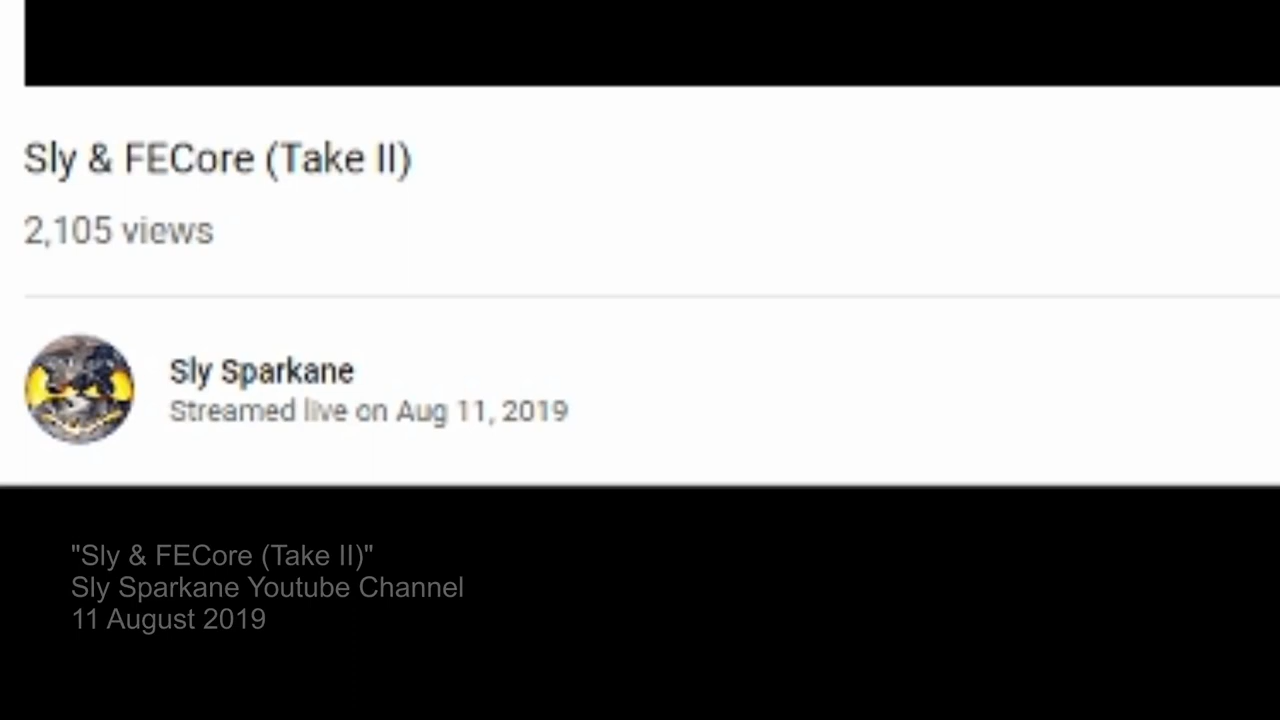 Sly & FECore (Take II)
2,105 views
Sly Sparkane
Streamed live on Aug 11, 2019
"Sly & FECore (Take II)"
Sly Sparkane Youtube Channel
11 August 2019